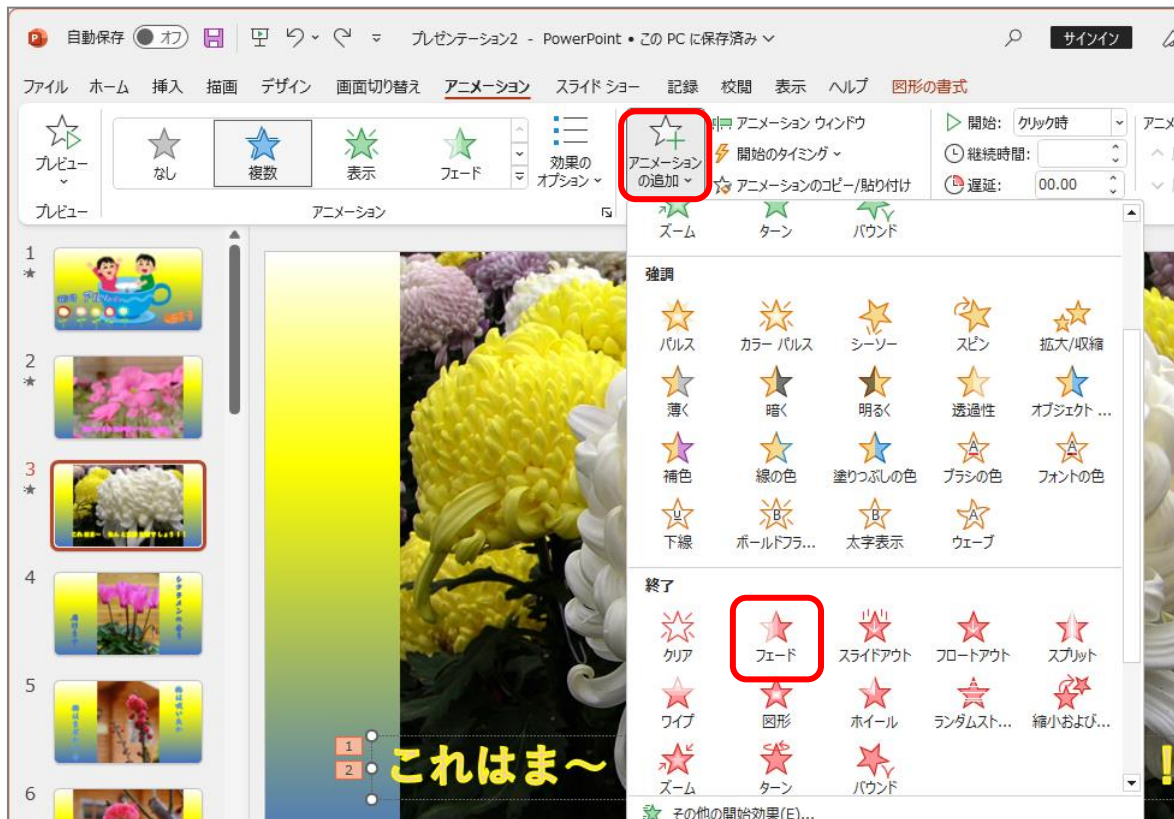 自動保存 オフ プレゼンテーション2 - PowerPoint • この PC に保存済み サインイン
ファイル ホーム 挿入 描画 デザイン 画面切り替え アニメーション スライド ショー 記録 校閲 表示 ヘルプ 図形の書式
プレビュー
なし 複数 表示 フェード
効果の
オプション
アニメーション
の追加
アニメーション ウィンドウ
開始のタイミング
アニメーションのコピー/貼り付け
開始: クリック時
継続時間:
遅延: 00.00
アニメ
プレビュー アニメーション
ズーム ターン バウンド
強調
パルス カラー パルス シーソー スピン 拡大/収縮
薄く 暗く 明るく 透過性 オブジェクト ...
補色 線の色 塗りつぶしの色 ブラシの色 フォントの色
下線 ボールドフラ... 太字表示 ウェーブ
終了
クリア フェード スライドアウト フロートアウト スプリット
ワイプ 図形 ホイール ランダムスト... 縮小および...
ズーム ターン バウンド
その他の開始効果(E)...
1
2
3
4
5
6
1
2
これはま～
！